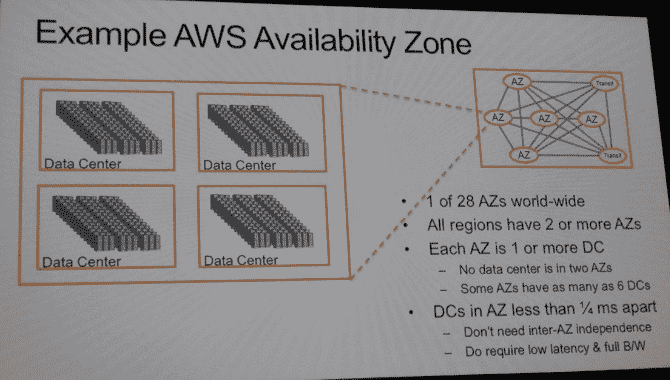 Example AWS Availability Zone
Data Center
Data Center
Data Center
Data Center
AZ
Transit
AZ
AZ
AZ
AZ
Transit
• 1 of 28 AZs world-wide
• All regions have 2 or more AZs
• Each AZ is 1 or more DC
– No data center is in two AZs
– Some AZs have as many as 6 DCs
• DCs in AZ less than ¼ ms apart
– Don't need inter-AZ independence
– Do require low latency & full B/W